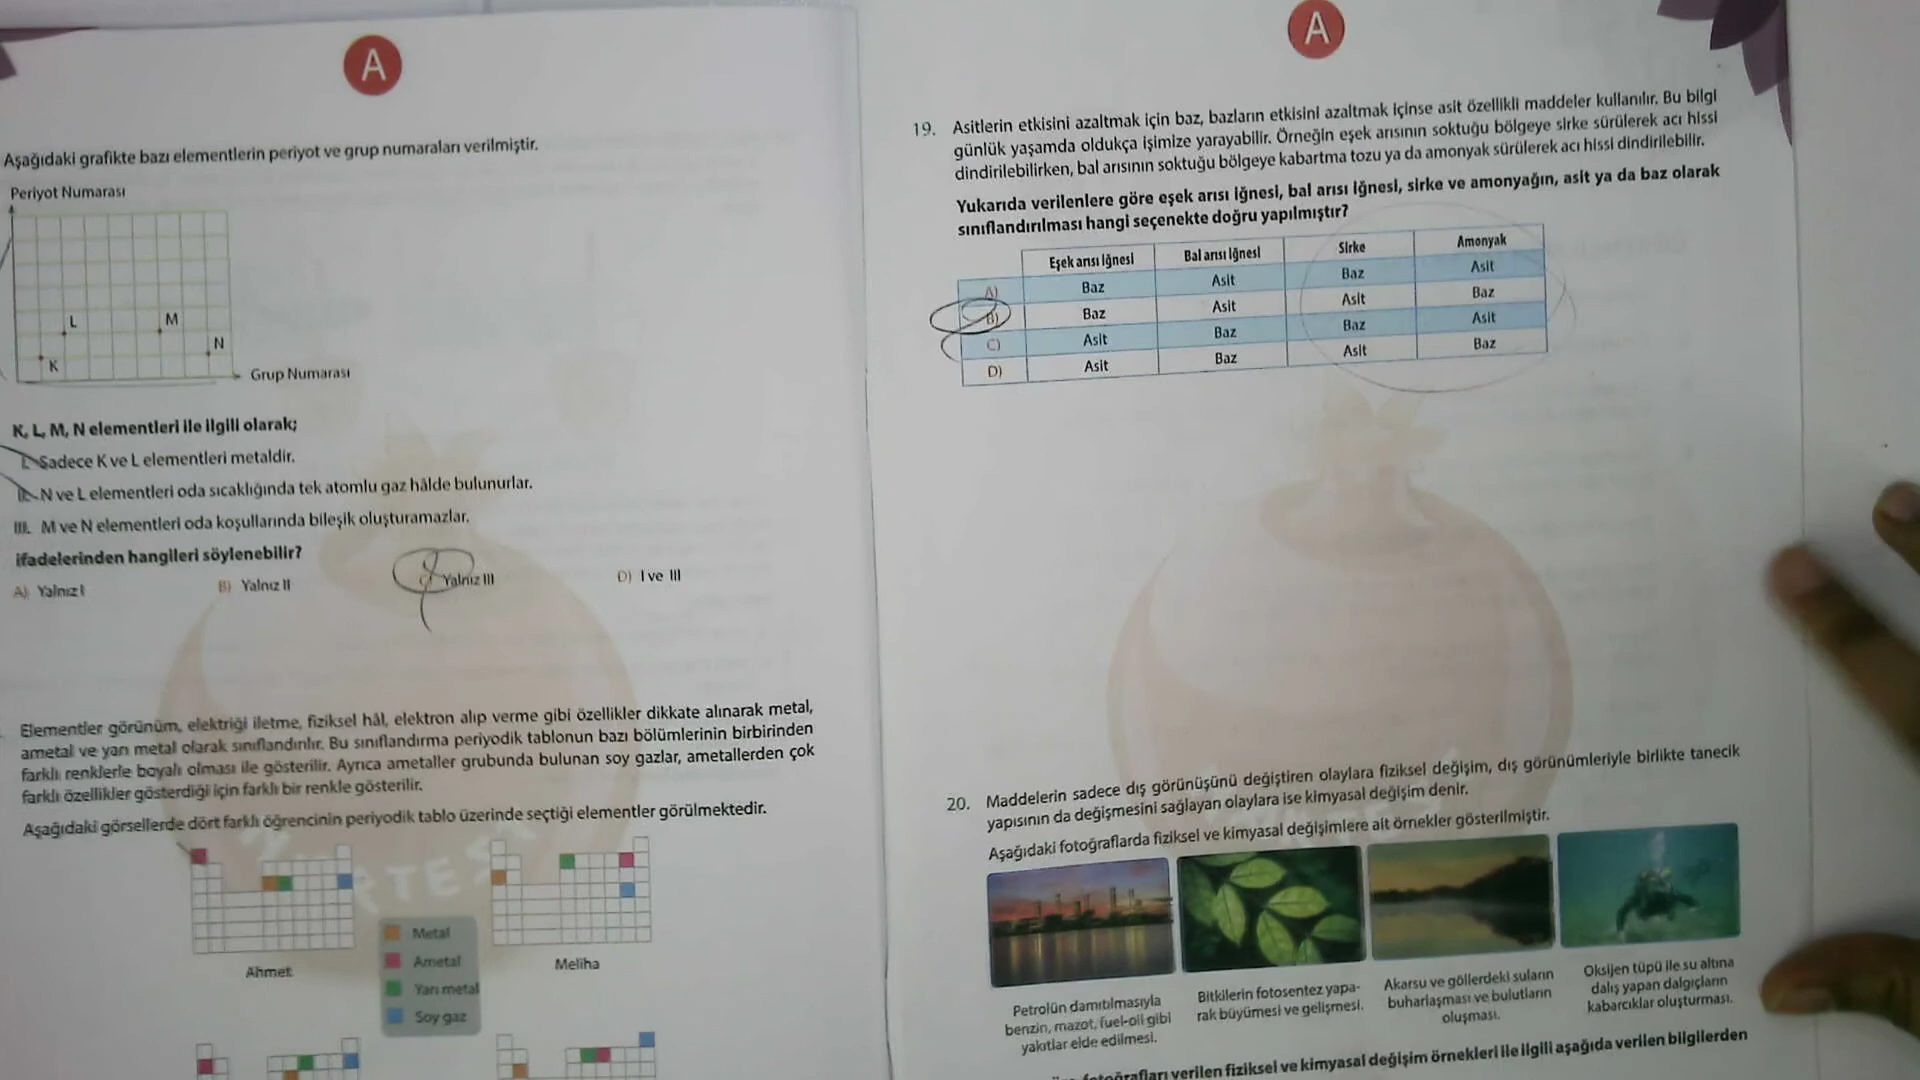 A
Aşağıdaki grafikte bazı elementlerin periyot ve grup numaraları verilmiştir.
Periyot Numarası
L
M
N
K
Grup Numarası
K, L, M, N elementleri ile ilgili olarak;
I. Sadece K ve L elementleri metaldir.
II. N ve L elementleri oda sıcaklığında tek atomlu gaz hâlde bulunurlar.
III. M ve N elementleri oda koşullarında bileşik oluşturamazlar.
ifadelerinden hangileri söylenebilir?
A) Yalnız I
B) Yalnız II
C) Yalnız III
D) I ve III
Elementler görünüm, elektriği iletme, fiziksel hâl, elektron alıp verme gibi özellikler dikkate alınarak metal,
ametal ve yarı metal olarak sınıflandırılır. Bu sınıflandırma periyodik tablonun bazı bölümlerinin birbirinden
farklı renklerle boyalı olması ile gösterilir. Ayrıca ametaller grubunda bulunan soy gazlar, ametallerden çok
farklı özellikler gösterdiği için farklı bir renkle gösterilir.
Aşağıdaki görsellerde dört farklı öğrencinin periyodik tablo üzerinde seçtiği elementler görülmektedir.
Ahmet
Metal
Ametal
Yarı metal
Soy gaz
Meliha
A
19. Asitlerin etkisini azaltmak için baz, bazların etkisini azaltmak içinse asit özellikli maddeler kullanılır. Bu bilgi
günlük yaşamda oldukça işimize yarayabilir. Örneğin eşek arısının soktuğu bölgeye sirke sürülerek acı hissi
dindirilebilirken, bal arısının soktuğu bölgeye kabartma tozu ya da amonyak sürülerek acı hissi dindirilebilir.
Yukarıda verilenlere göre eşek arısı iğnesi, bal arısı iğnesi, sirke ve amonyağın, asit ya da baz olarak
sınıflandırılması hangi seçenekte doğru yapılmıştır?
Eşek arısı iğnesi Bal arısı iğnesi Sirke Amonyak
A) Baz Asit Baz Asit
B) Baz Asit Asit Baz
C) Asit Baz Baz Asit
D) Asit Baz Asit Baz
20. Maddelerin sadece dış görünüşünü değiştiren olaylara fiziksel değişim, dış görünümleriyle birlikte tanecik
yapısının da değişmesini sağlayan olaylara ise kimyasal değişim denir.
Aşağıdaki fotoğraflarda fiziksel ve kimyasal değişimlere ait örnekler gösterilmiştir.
Petrolün damıtılmasıyla
benzin, mazot, fuel-oil gibi
yakıtlar elde edilmesi.
Bitkilerin fotosentez yapa-
rak büyümesi ve gelişmesi.
Akarsu ve göllerdeki suların
buharlaşması ve bulutların
oluşması.
Oksijen tüpü ile su altına
dalış yapan dalgıçların
kabarcıklar oluşturması.
fotoğrafları verilen fiziksel ve kimyasal değişim örnekleri ile ilgili aşağıda verilen bilgilerden